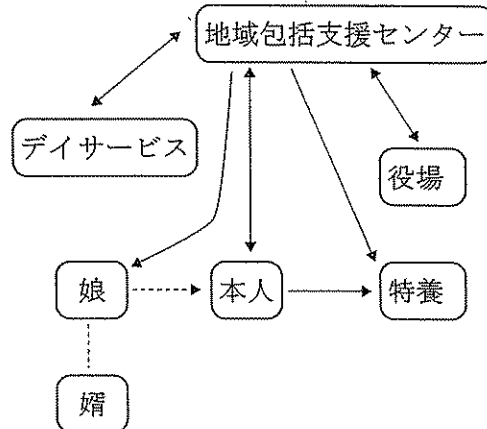 地域包括支援センター
デイサービス
役場
娘
本人
特養
婿